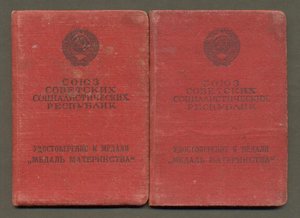 СОЮЗ
СОВЕТСКИХ
СОЦИАЛИСТИЧЕСКИХ
РЕСПУБЛИК
УДОСТОВЕРЕНИЕ К МЕДАЛИ
„МЕДАЛЬ МАТЕРИНСТВА“
СОЮЗ
СОВЕТСКИХ
СОЦИАЛИСТИЧЕСКИХ
РЕСПУБЛИК
УДОСТОВЕРЕНИЕ К МЕДАЛИ
„МЕДАЛЬ МАТЕРИНСТВА“